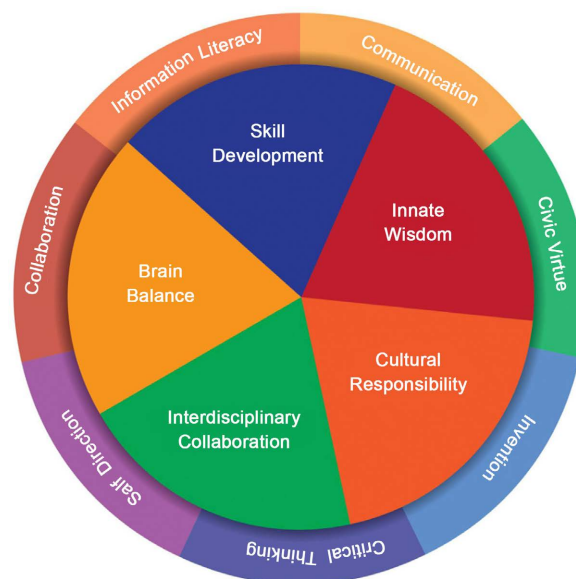 Information Literacy
Communication
Civic Virtue
Invention
Critical Thinking
Salf Direction
Collaboration
Skill
Development
Innate
Wisdom
Cultural
Responsibility
Interdisciplinary
Collaboration
Brain
Balance